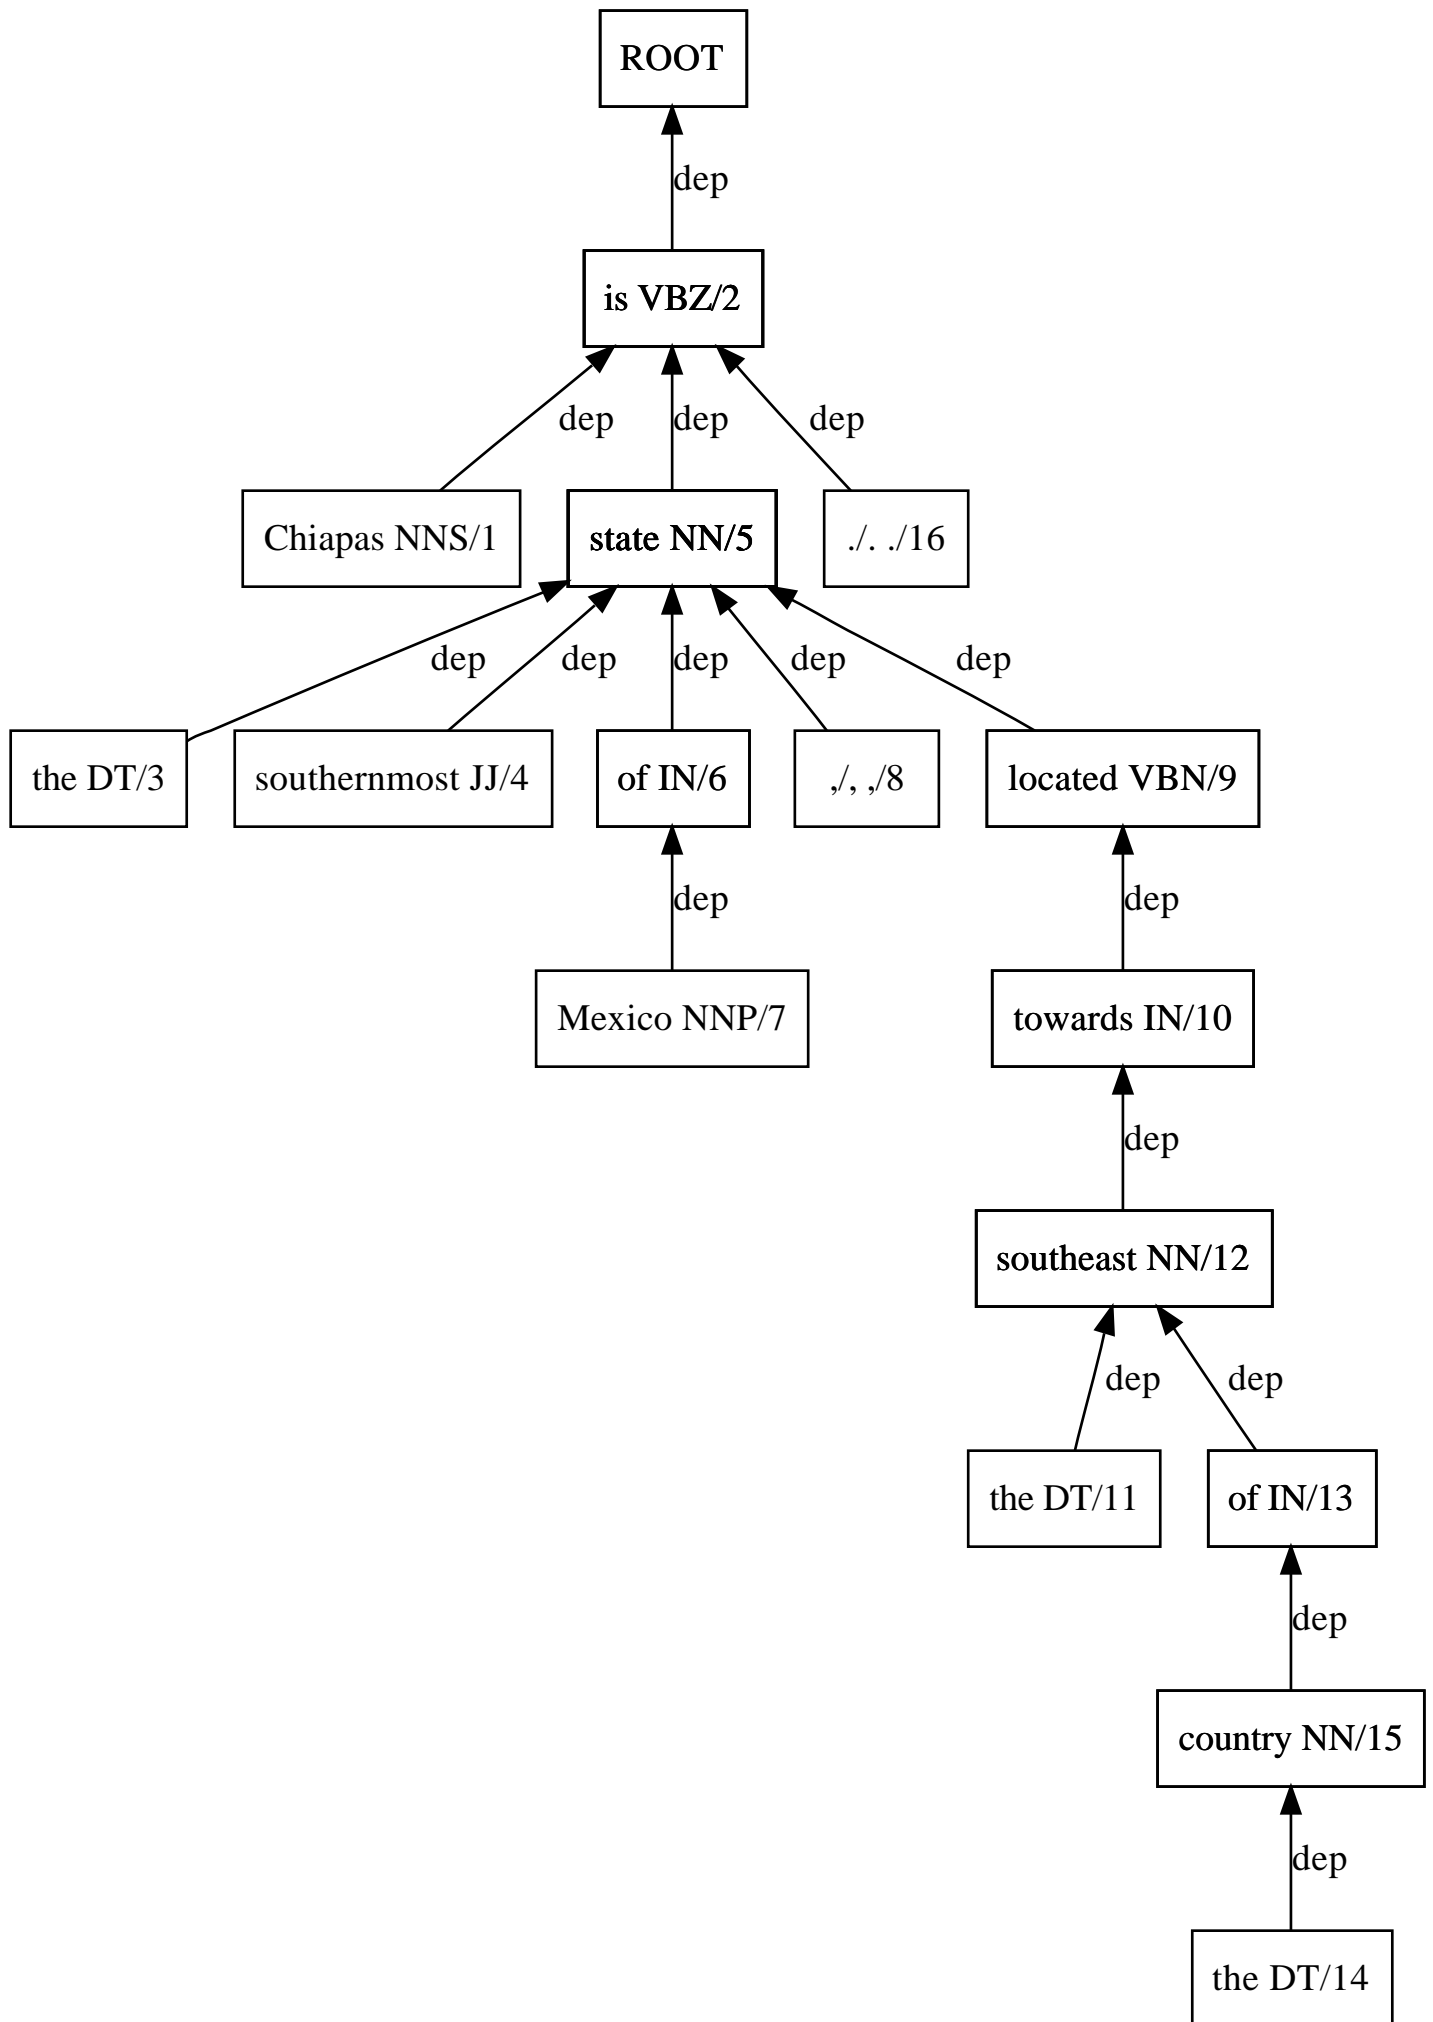 ROOT
dep
is VBZ/2
dep dep dep
Chiapas NNS/1 state NN/5 ./. ./16
dep dep dep dep dep
the DT/3 southernmost JJ/4 of IN/6 ,/, ,/8 located VBN/9
dep dep
Mexico NNP/7 towards IN/10
dep
southeast NN/12
dep dep
the DT/11 of IN/13
dep
country NN/15
dep
the DT/14